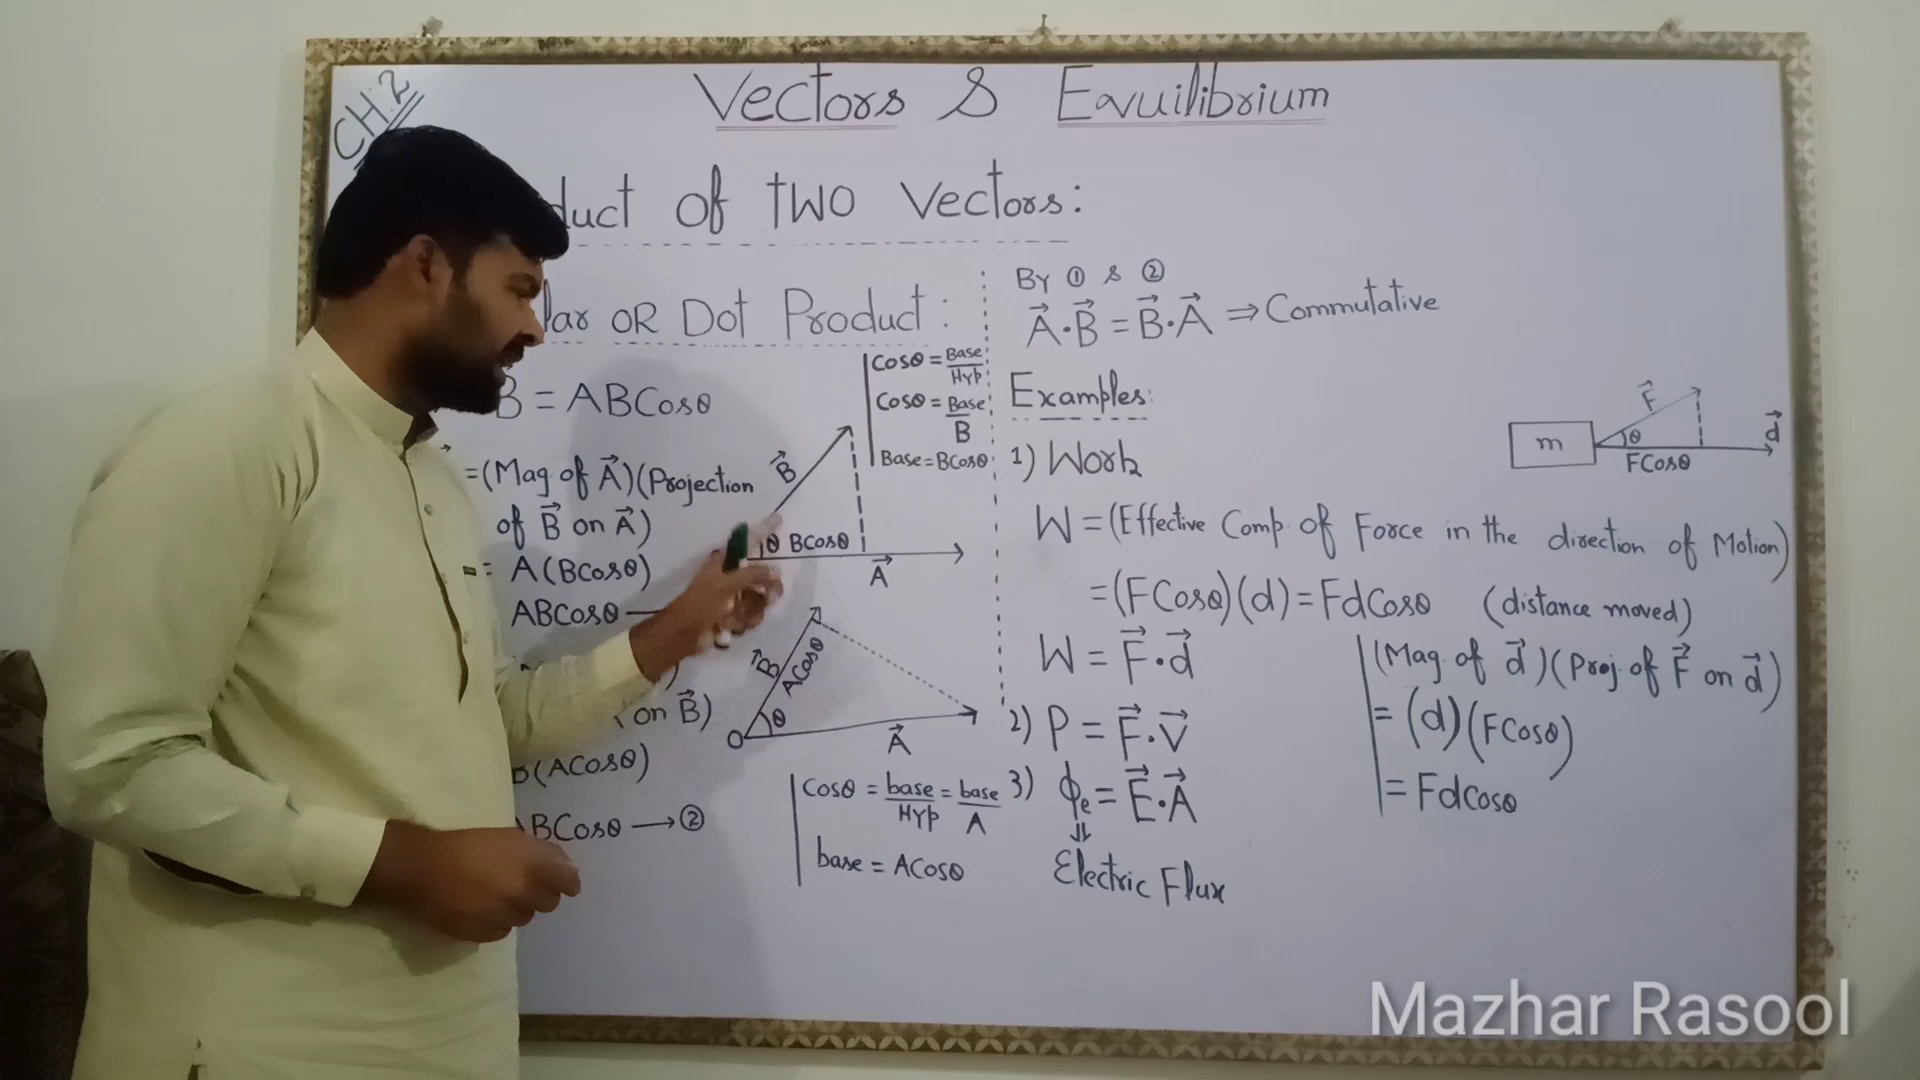 CH:2
Vectors & Equilibrium
duct of two Vectors:
lar OR Dot Product:
B = ABCosθ
= (Mag of A⃗)(Projection
of B⃗ on A⃗)
= A(BCosθ)
ABCosθ —
on B⃗)
(ACosθ)
BCosθ → ②
Cosθ = Base/Hyp
Cosθ = Base/B
Base = BCosθ
B⃗
θ BCosθ
A⃗
B⃗
ACosθ
O θ
A⃗
Cosθ = base/Hyp = base/A
base = ACosθ
By ① & ②
A⃗·B⃗ = B⃗·A⃗ ⇒ Commutative
Examples:
1) Work
F⃗
m θ d⃗
FCosθ
W = (Effective Comp. of Force in the direction of Motion)
= (FCosθ)(d) = FdCosθ (distance moved)
W = F⃗·d⃗
2) P = F⃗·V⃗
3) ϕe = E⃗·A⃗
⇓
Electric Flux
(Mag. of d⃗)(Proj. of F⃗ on d⃗)
= (d)(FCosθ)
= FdCosθ
Mazhar Rasool